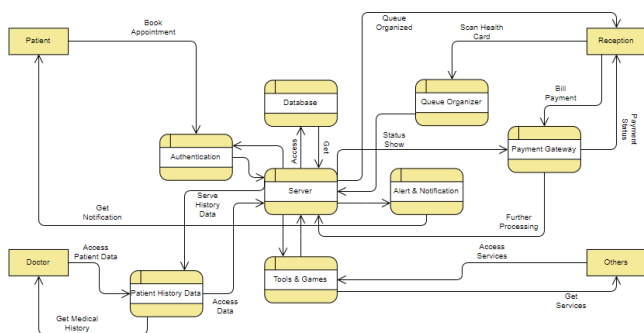 Book
Appointment
Queue
Organized
Scan Health
Card
Patient
Reception
Bill
Payment
Payment
Status
Database
Queue Organizer
Status
Show
Access
Get
Authentication
Payment Gateway
Serve
History
Data
Server
Alert & Notification
Get
Notification
Further
Processing
Access
Patient Data
Access
Services
Doctor
Tools & Games
Others
Patient History Data
Access
Data
Get
Services
Get Medical
History